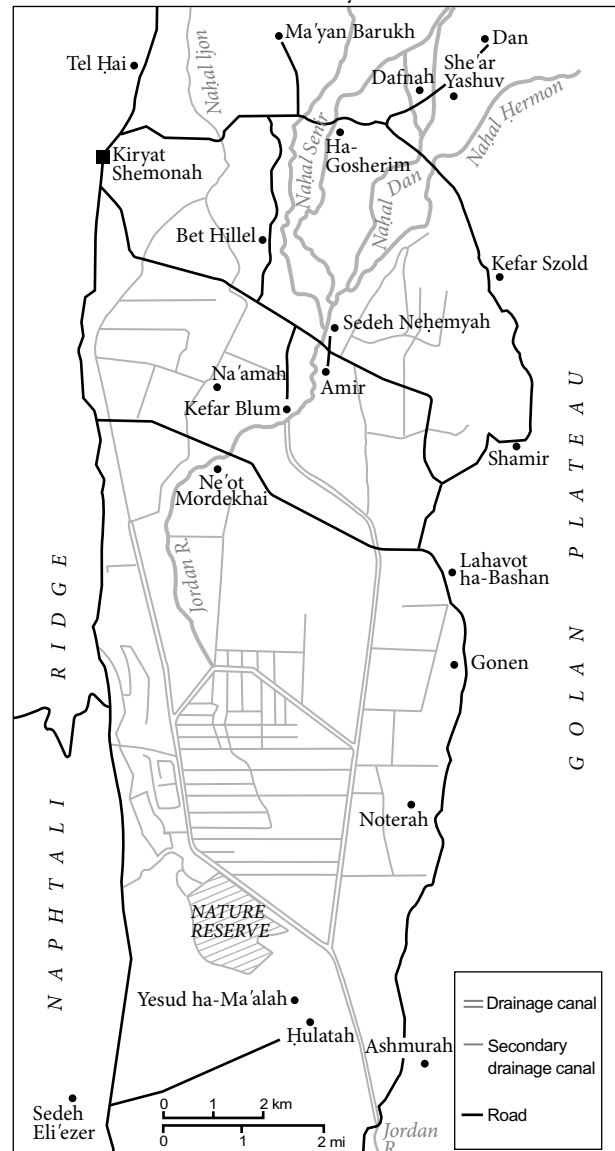 Ma'yan Barukh
Dan
Tel Ḥai
Naḥal Ijon
Dafnah
She'ar
Yashuv
Naḥal Senir
Naḥal Ḥermon
Kiryat
Shemonah
Ha-
Gosherim
Naḥal Dan
Bet Hillel
Kefar Szold
Sedeh Neḥemyah
Na'amah
Amir
Kefar Blum
Shamir
Ne'ot
Mordekhai
Jordan R.
Lahavot
ha-Bashan
Gonen
GOLAN PLATEAU
NAPHTALI RIDGE
Noterah
NATURE
RESERVE
Yesud ha-Ma'alah
Ḥulatah
Ashmurah
Sedeh
Eli'ezer
0 1 2 km
0 1 2 mi
Jordan
R.
Drainage canal
Secondary
drainage canal
Road